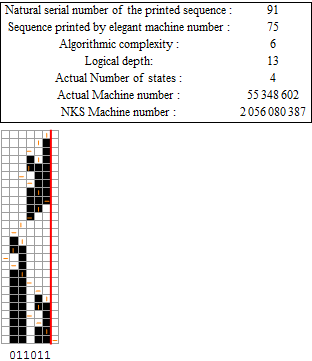 Natural serial number of the printed sequence : 91
Sequence printed by elegant machine number : 75
Algorithmic complexity : 6
Logical depth: 13
Actual Number of states : 4
Actual Machine number : 55 348 602
NKS Machine number : 2 056 080 387
011011